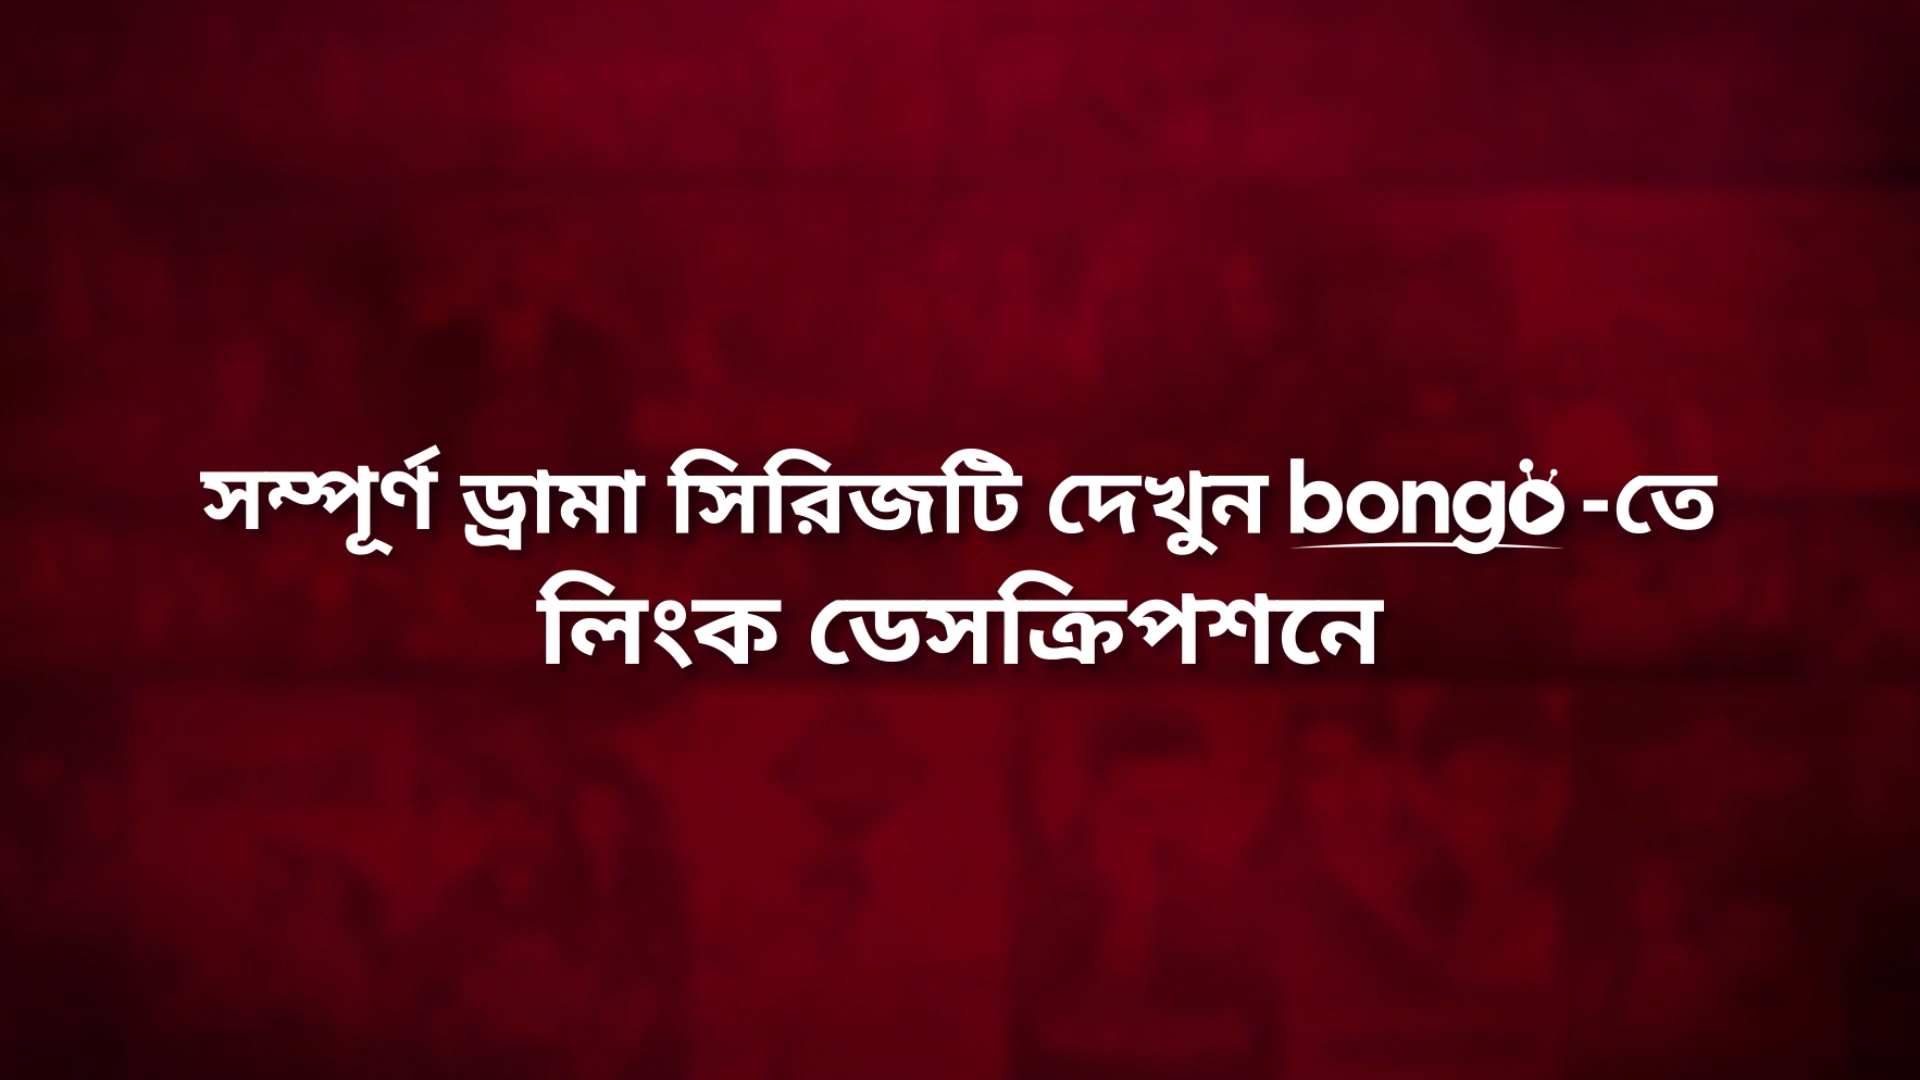 সম্পূর্ণ ড্রামা সিরিজটি দেখুন bongo -তে
লিংক ডেসক্রিপশনে